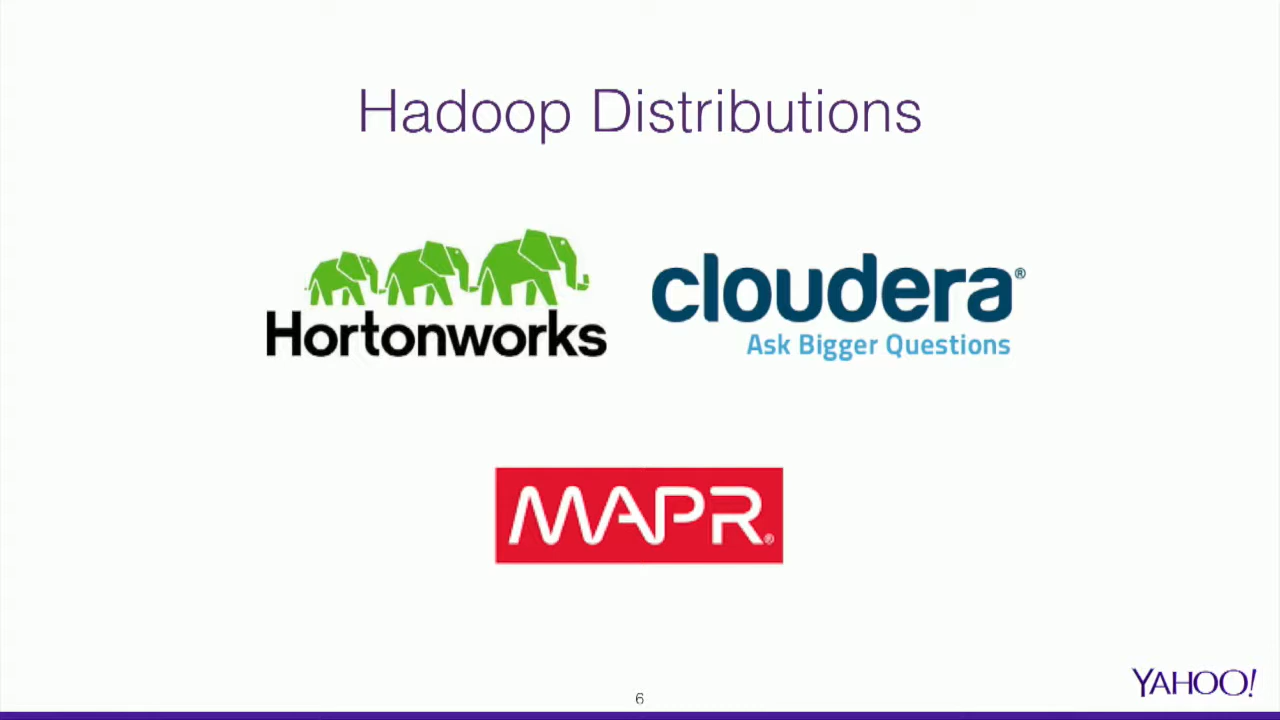 Hadoop Distributions
Hortonworks
cloudera®
Ask Bigger Questions
MAPR®
6
YAHOO!